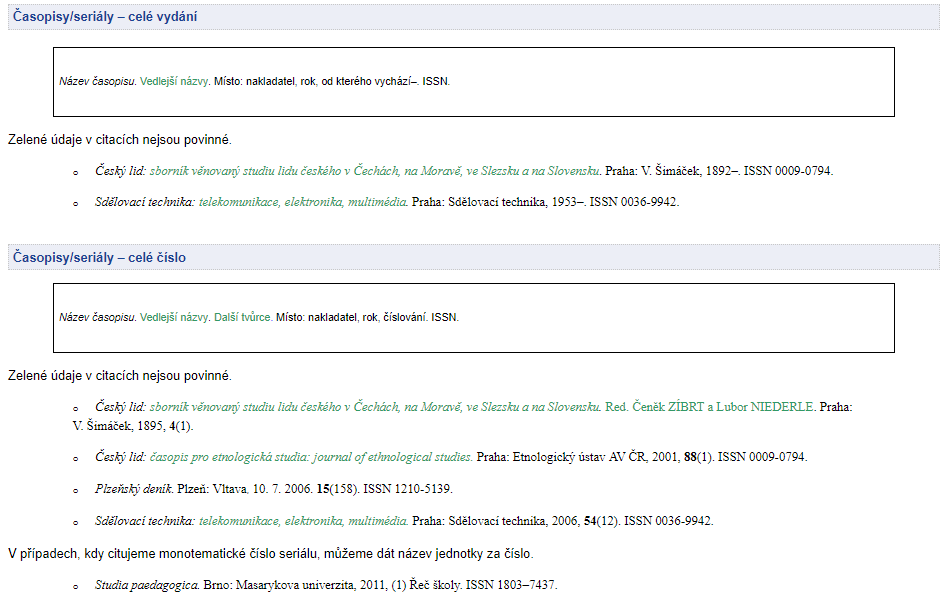 Časopisy/seriály – celé vydání
Název časopisu. Vedlejší názvy. Místo: nakladatel, rok, od kterého vychází–. ISSN.
Zelené údaje v citacích nejsou povinné.
Český lid: sborník věnovaný studiu lidu českého v Čechách, na Moravě, ve Slezsku a na Slovensku. Praha: V. Šimáček, 1892–. ISSN 0009-0794.
Sdělovací technika: telekomunikace, elektronika, multimédia. Praha: Sdělovací technika, 1953–. ISSN 0036-9942.
Časopisy/seriály – celé číslo
Název časopisu. Vedlejší názvy. Další tvůrce. Místo: nakladatel, rok, číslování. ISSN.
Zelené údaje v citacích nejsou povinné.
Český lid: sborník věnovaný studiu lidu českého v Čechách, na Moravě, ve Slezsku a na Slovensku. Red. Čeněk ZÍBRT a Lubor NIEDERLE. Praha:
V. Šimáček, 1895, 4(1).
Český lid: časopis pro etnologická studia: journal of ethnological studies. Praha: Etnologický ústav AV ČR, 2001, 88(1). ISSN 0009-0794.
Plzeňský deník. Plzeň: Vltava, 10. 7. 2006. 15(158). ISSN 1210-5139.
Sdělovací technika: telekomunikace, elektronika, multimédia. Praha: Sdělovací technika, 2006, 54(12). ISSN 0036-9942.
V případech, kdy citujeme monotematické číslo seriálu, můžeme dát název jednotky za číslo.
Studia paedagogica. Brno: Masarykova univerzita, 2011, (1) Řeč školy. ISSN 1803–7437.